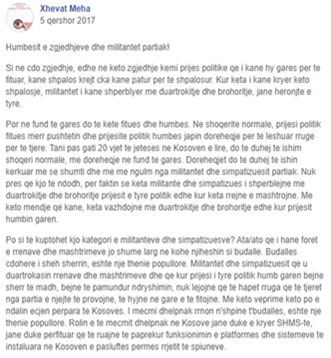 Xhevat Meha
5 qershor 2017
Humbesit e zgjedhjeve dhe militantet partiak!
Si ne cdo zgjedhje, edhe ne keto zgjedhje kemi prijes politike qe i kane hy gares per te
fituar, kane shpalos krejt cka kane patur per te shpalosur. Kur keta i kane kryer keto
shpalosje, militantet i kane shperblyer me duartrokitje dhe brohoritje, jane heronjte e
tyre.
Por ne fund te gares do te kete fitues dhe humbes. Ne shoqerite normale, prijesi politik
fitues merr pushtetin dhe prijesite politik humbes japin doreheqje per te leshuar rruge
per te tjere. Tani pas gati 20 vjet te jeteses ne Kosoven e lire, do te duhej te ishim
shoqeri normale, me doreheqje ne fund te gares. Doreheqjet do te duhej te ishin
kerkuar me se shumti dhe me me ngulm nga militantet dhe simpatizuesit partiak. Nuk
pres qe kjo te ndodh, per faktin se keta militante dhe simpatizues i shperblejne me
duartrokitje dhe brohoritje prijesit e tyre politik edhe kur keta rrejne e mashtrojne. Me
keto mendje qe kane, keta vazhdojne me duartrokitje dhe brohoritje edhe kur prijesit
humbin garen.
Po si te kuptohet kjo kategori e militanteve dhe simpatizuesve? Ata/ato qe i hane foret
e rrenave dhe mashtrimeve jo shume larg ne kohe njiheshin si budalle. Budalles
cdohere i sheh sherrin, eshte nje thenie popullore. Militantet dhe simpatizuesit qe u
duartrokasin rrenave dhe mashtrimeve dhe qe kur prijesi i tyre politik humb garen bejne
sherr te madh, bejne te pamundur ndryshimin, nuk lejojne qe te hapet rruga qe te tjeret
nga partia e njejte te provojne, te hyjne ne gare e te fitojne. Me keto veprime keto po e
ndalin ecjen perpara te Kosoves. I mecmi dhelpnak rrnon n'shpine t'budalles, eshte nje
thenie popullore. Rolin e te mecmit dhelpnak ne Kosove jane duke e kryer SHMS-te,
jane duke perfituar qe te ruajne te paprekur funksionimin e platformes dhe sistemeve te
instaluara ne Kosoven e pasluftes permes rrjetit te spiuneve.